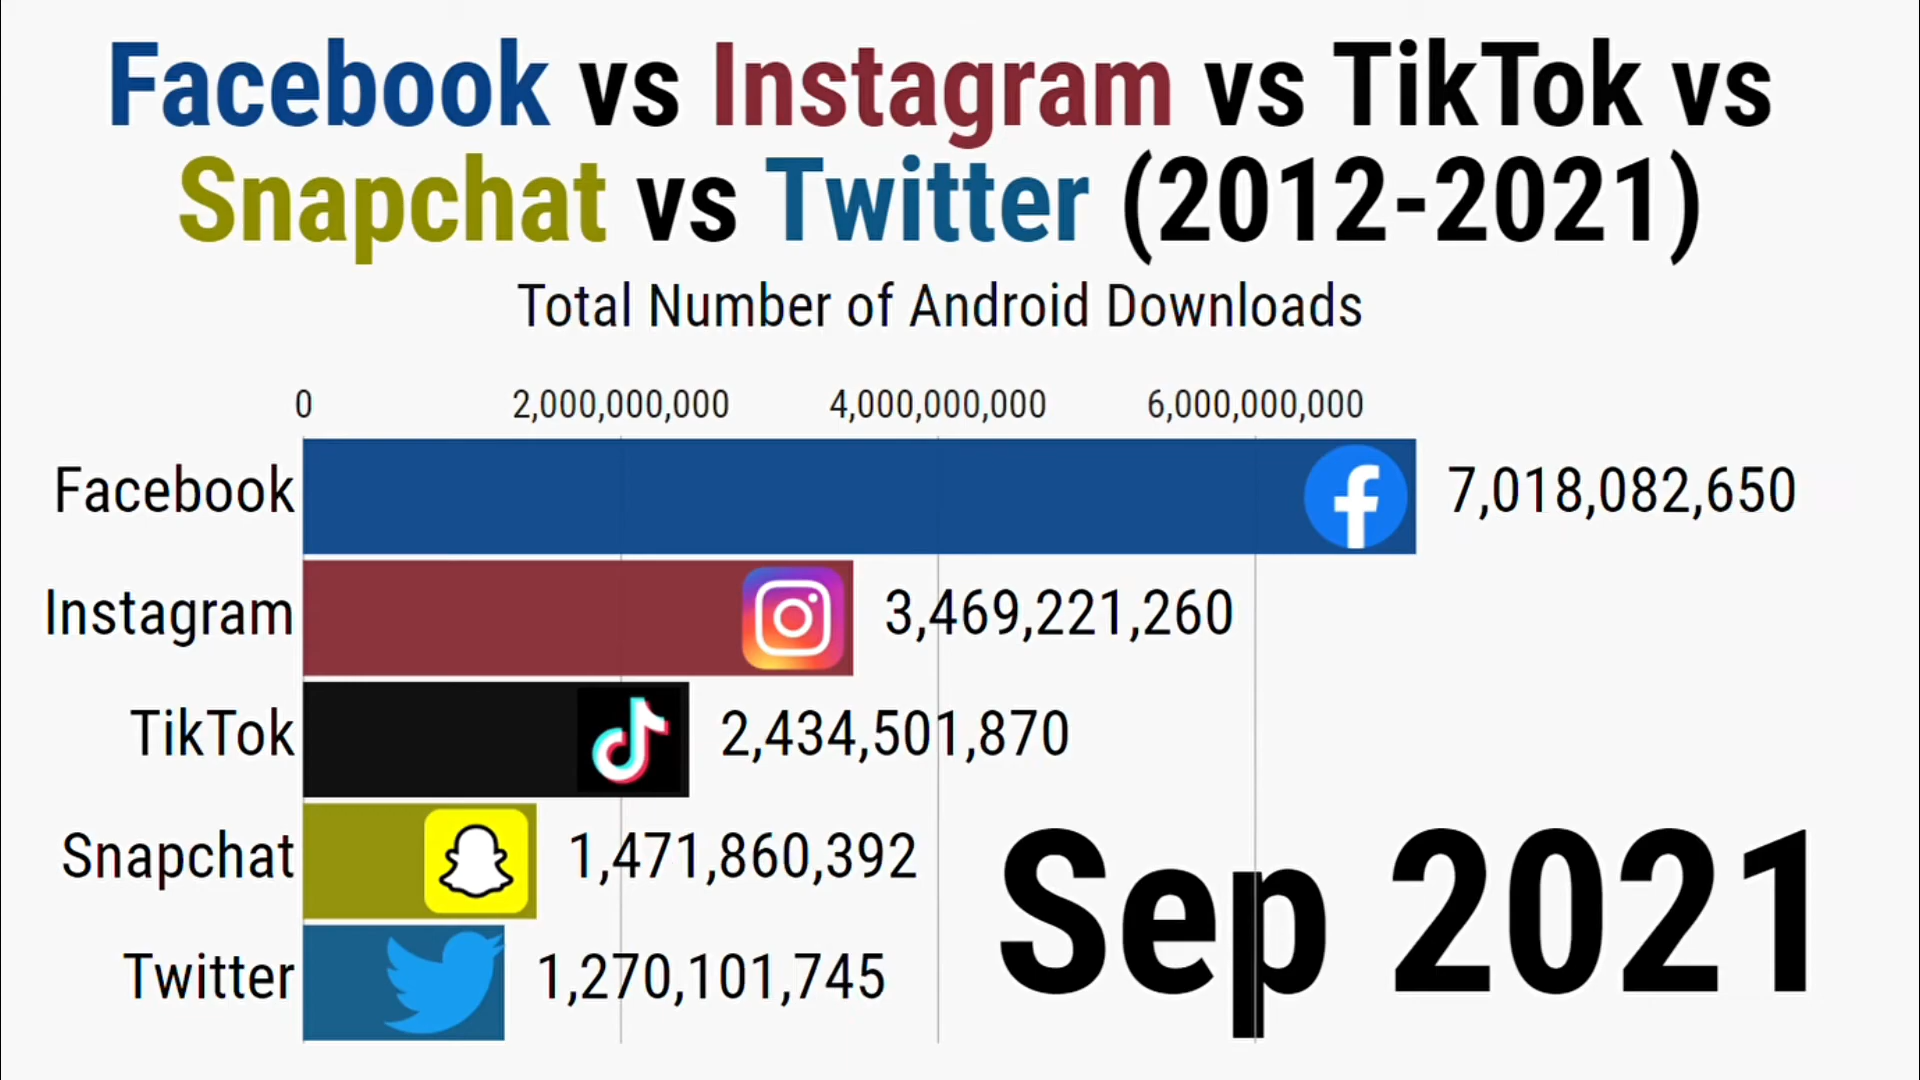 Facebook vs Instagram vs TikTok vs
Snapchat vs Twitter (2012-2021)
Total Number of Android Downloads
0 2,000,000,000 4,000,000,000 6,000,000,000
Facebook 7,018,082,650
Instagram 3,469,221,260
TikTok 2,434,501,870
Snapchat 1,471,860,392
Twitter 1,270,101,745
Sep 2021